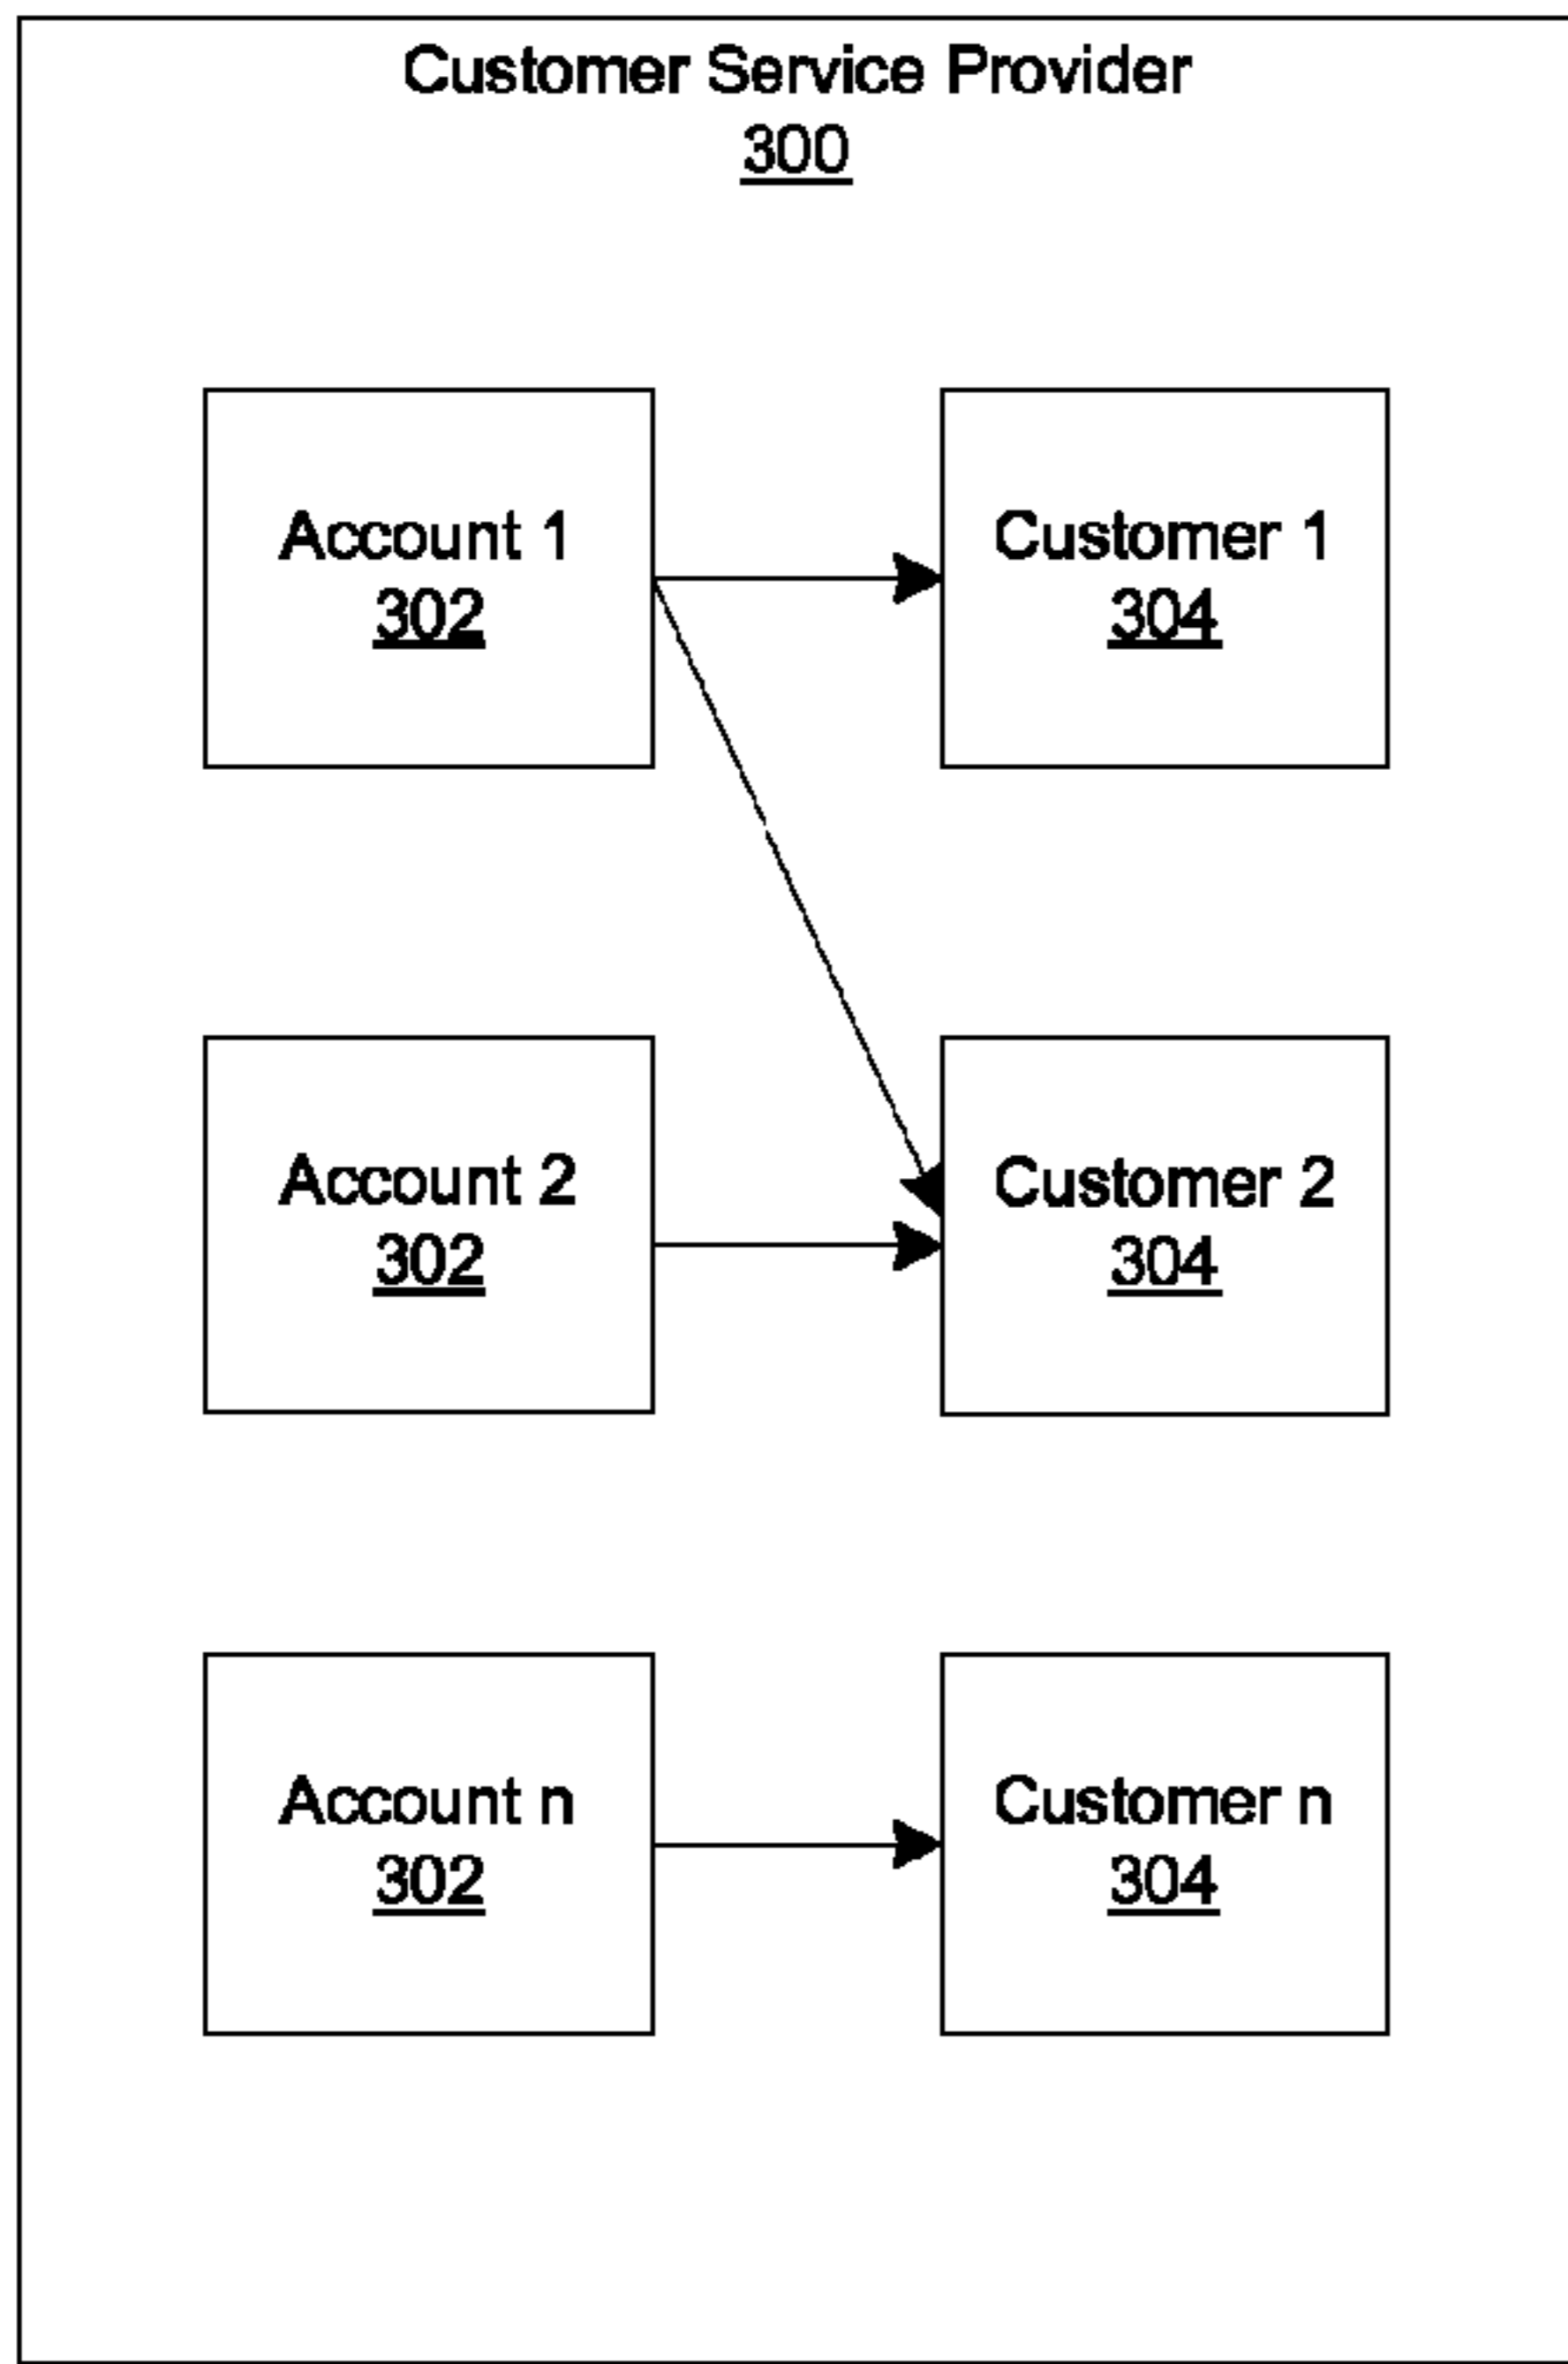 Customer Service Provider
300
Account 1
302
Customer 1
304
Account 2
302
Customer 2
304
Account n
302
Customer n
304